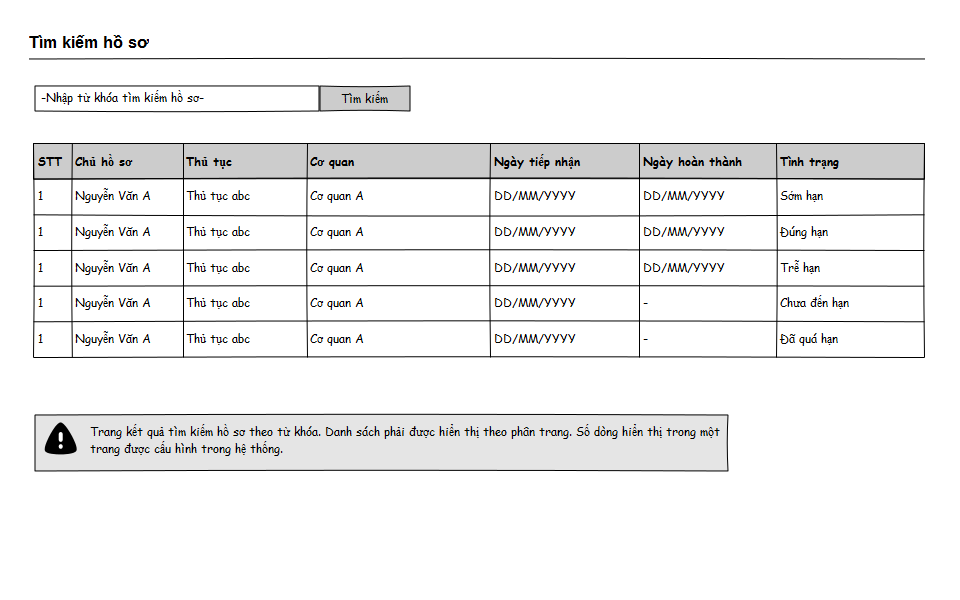 Tìm kiếm hồ sơ
-Nhập từ khóa tìm kiếm hồ sơ- Tìm kiếm
STT Chủ hồ sơ Thủ tục Cơ quan Ngày tiếp nhận Ngày hoàn thành Tình trạng
1 Nguyễn Văn A Thủ tục abc Cơ quan A DD/MM/YYYY DD/MM/YYYY Sớm hạn
1 Nguyễn Văn A Thủ tục abc Cơ quan A DD/MM/YYYY DD/MM/YYYY Đúng hạn
1 Nguyễn Văn A Thủ tục abc Cơ quan A DD/MM/YYYY DD/MM/YYYY Trễ hạn
1 Nguyễn Văn A Thủ tục abc Cơ quan A DD/MM/YYYY - Chưa đến hạn
1 Nguyễn Văn A Thủ tục abc Cơ quan A DD/MM/YYYY - Đã quá hạn
Trang kết quả tìm kiếm hồ sơ theo từ khóa. Danh sách phải được hiển thị theo phân trang. Số dòng hiển thị trong một
trang được cấu hình trong hệ thống.